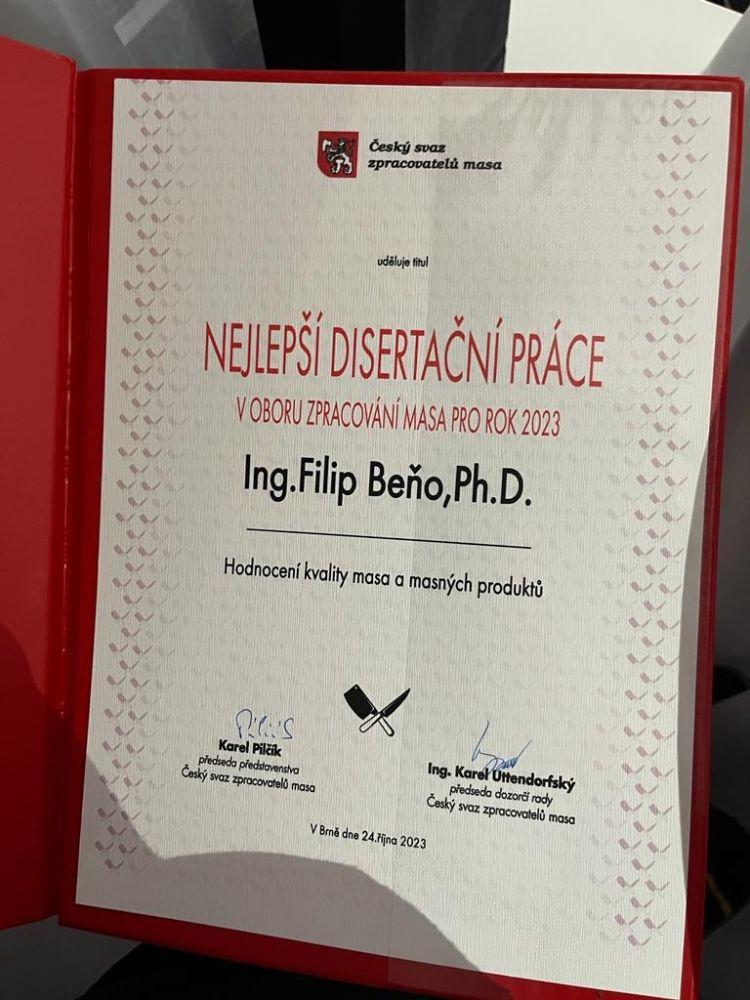 Český svaz
zpracovatelů masa
uděluje titul
NEJLEPŠÍ DISERTAČNÍ PRÁCE
V OBORU ZPRACOVÁNÍ MASA PRO ROK 2023
Ing.Filip Beňo,Ph.D.
Hodnocení kvality masa a masných produktů
Karel Pilčík
předseda představenstva
Český svaz zpracovatelů masa
Ing. Karel Üttendorfský
předseda dozorčí rady
Český svaz zpracovatelů masa
V Brně dne 24.října 2023